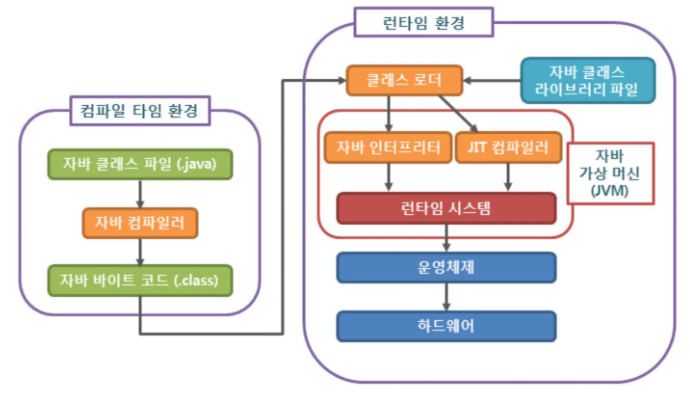 런타임 환경
클래스 로더
자바 클래스
라이브러리 파일
컴파일 타임 환경
자바 클래스 파일 (.java)
자바 컴파일러
자바 바이트 코드 (.class)
자바 인터프리터
JIT 컴파일러
자바
가상 머신
(JVM)
런타임 시스템
운영체제
하드웨어